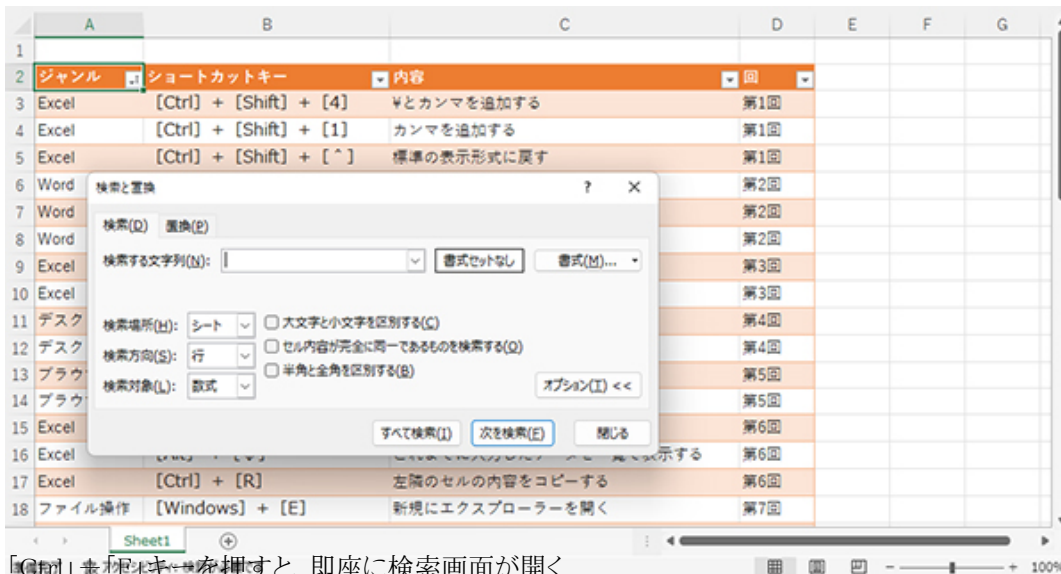 A B C D E F G
1
2 ジャンル ショートカットキー 内容 回
3 Excel [Ctrl] + [Shift] + [4] ¥とカンマを追加する 第1回
4 Excel [Ctrl] + [Shift] + [1] カンマを追加する 第1回
5 Excel [Ctrl] + [Shift] + [^] 標準の表示形式に戻す 第1回
6 Word 第2回
7 Word 第2回
8 Word 第2回
9 Excel 第3回
10 Excel 第3回
11 デスク 第4回
12 デスク 第4回
13 ブラウ 第5回
14 ブラウ 第5回
15 Excel 第6回
16 Excel 示する 第6回
17 Excel [Ctrl] + [R] 左隣のセルの内容をコピーする 第6回
18 ファイル操作 [Windows] + [E] 新規にエクスプローラーを開く 第7回
検索と置換 ? ×
検索(D) 置換(P)
検索する文字列(N): 書式セットなし 書式(M)...
検索場所(H): シート 大文字と小文字を区別する(C)
検索方向(S): 行 セル内容が完全に同一であるものを検索する(O)
検索対象(L): 数式 半角と全角を区別する(B)
オプション(T) <<
すべて検索(I) 次を検索(F) 閉じる
Sheet1
「Ctrl」+「F」キーを押すと、即座に検索画面が開く
100%